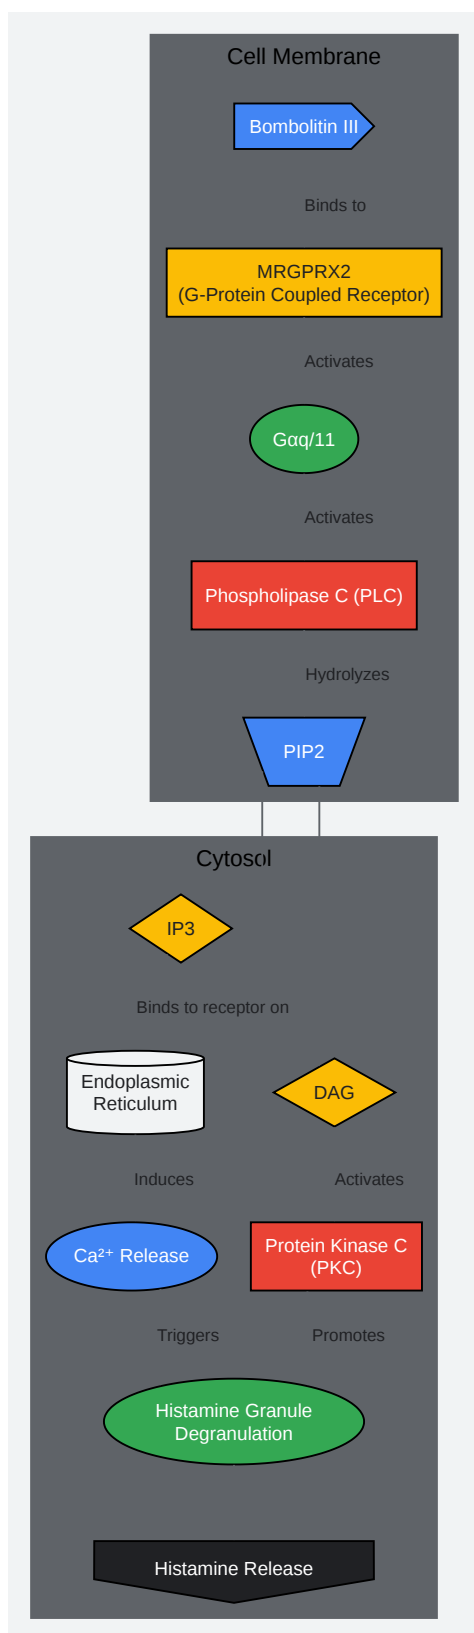 Cell Membrane
Bombolitin III
Binds to
MRGPRX2
(G-Protein Coupled Receptor)
Activates
Gαq/11
Activates
Phospholipase C (PLC)
Hydrolyzes
PIP2
Cytosol
IP3
Binds to receptor on
Endoplasmic
Reticulum
DAG
Induces
Activates
Ca²⁺ Release
Protein Kinase C
(PKC)
Triggers
Promotes
Histamine Granule
Degranulation
Histamine Release